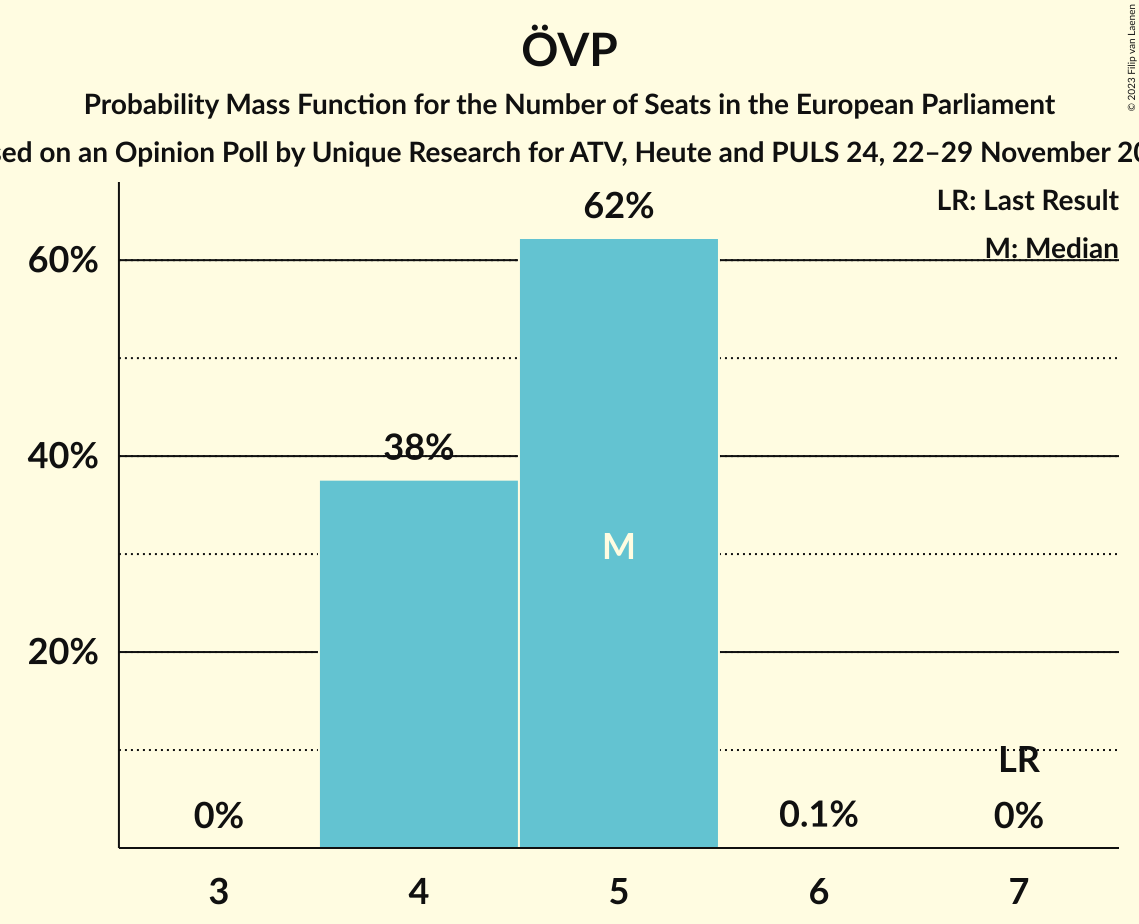 ÖVP
Probability Mass Function for the Number of Seats in the European Parliament
on an Opinion Poll by Unique Research for ATV, Heute and PULS 24, 22–29 November
LR: Last Result
M: Median
60%
40%
20%
0%
38%
62%
M
0.1%
LR
0%
3
4
5
6
7
© 2023 Filip van Laenen